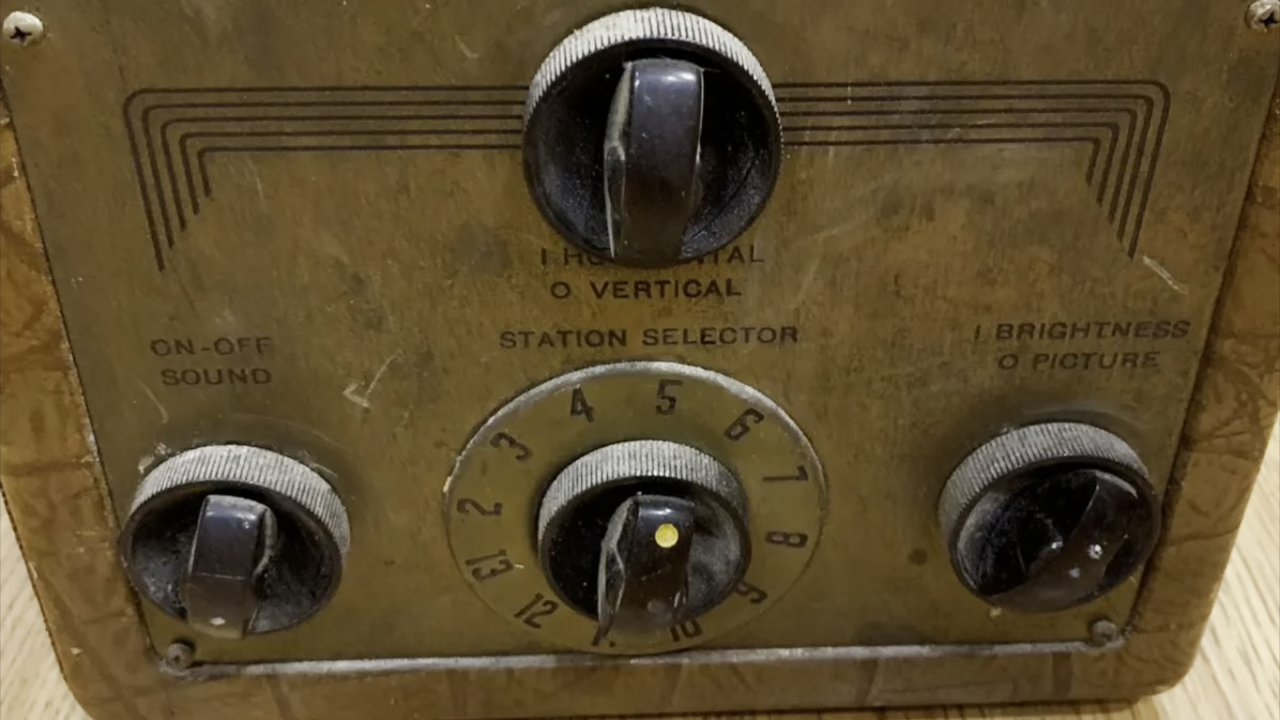 I HORIZONTAL
O VERTICAL
STATION SELECTOR
ON-OFF
SOUND
I BRIGHTNESS
O PICTURE
2
3
4
5
6
7
8
9
10
12
13